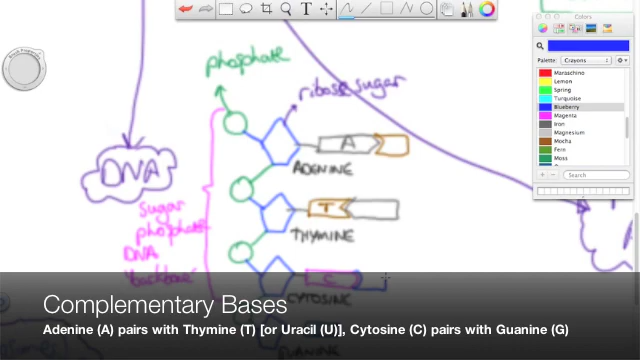 Colors
Palette: Crayons
Maraschino
Lemon
Spring
Turquoise
Blueberry
Magenta
Iron
Magnesium
Mocha
Fern
Moss
Search
phosphate
ribose sugar
A
ADENINE
DNA
T
THYMINE
sugar
phosphate
DNA
"backbone"
C
CYTOSINE
Complementary Bases
Adenine (A) pairs with Thymine (T) [or Uracil (U)], Cytosine (C) pairs with Guanine (G)